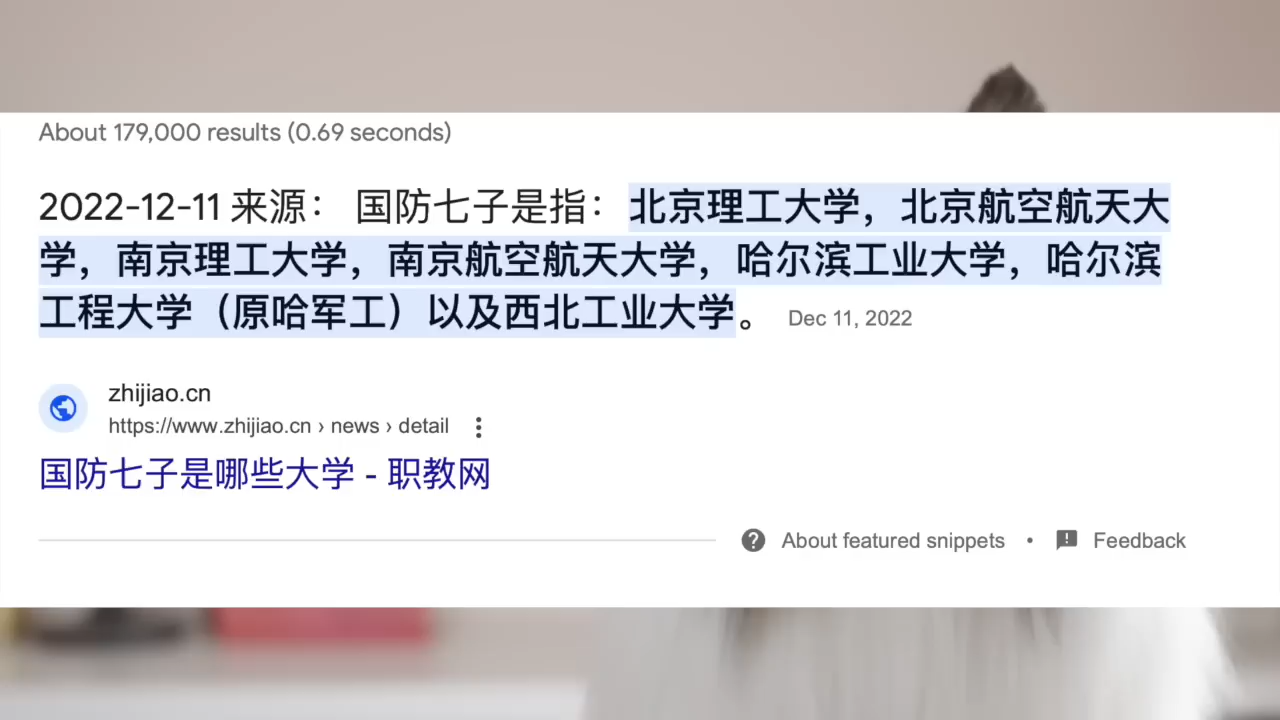 About 179,000 results (0.69 seconds)
2022-12-11 来源： 国防七子是指：北京理工大学，北京航空航天大
学，南京理工大学，南京航空航天大学，哈尔滨工业大学，哈尔滨
工程大学（原哈军工）以及西北工业大学。 Dec 11, 2022
zhijiao.cn
https://www.zhijiao.cn › news › detail
国防七子是哪些大学 - 职教网
About featured snippets • Feedback